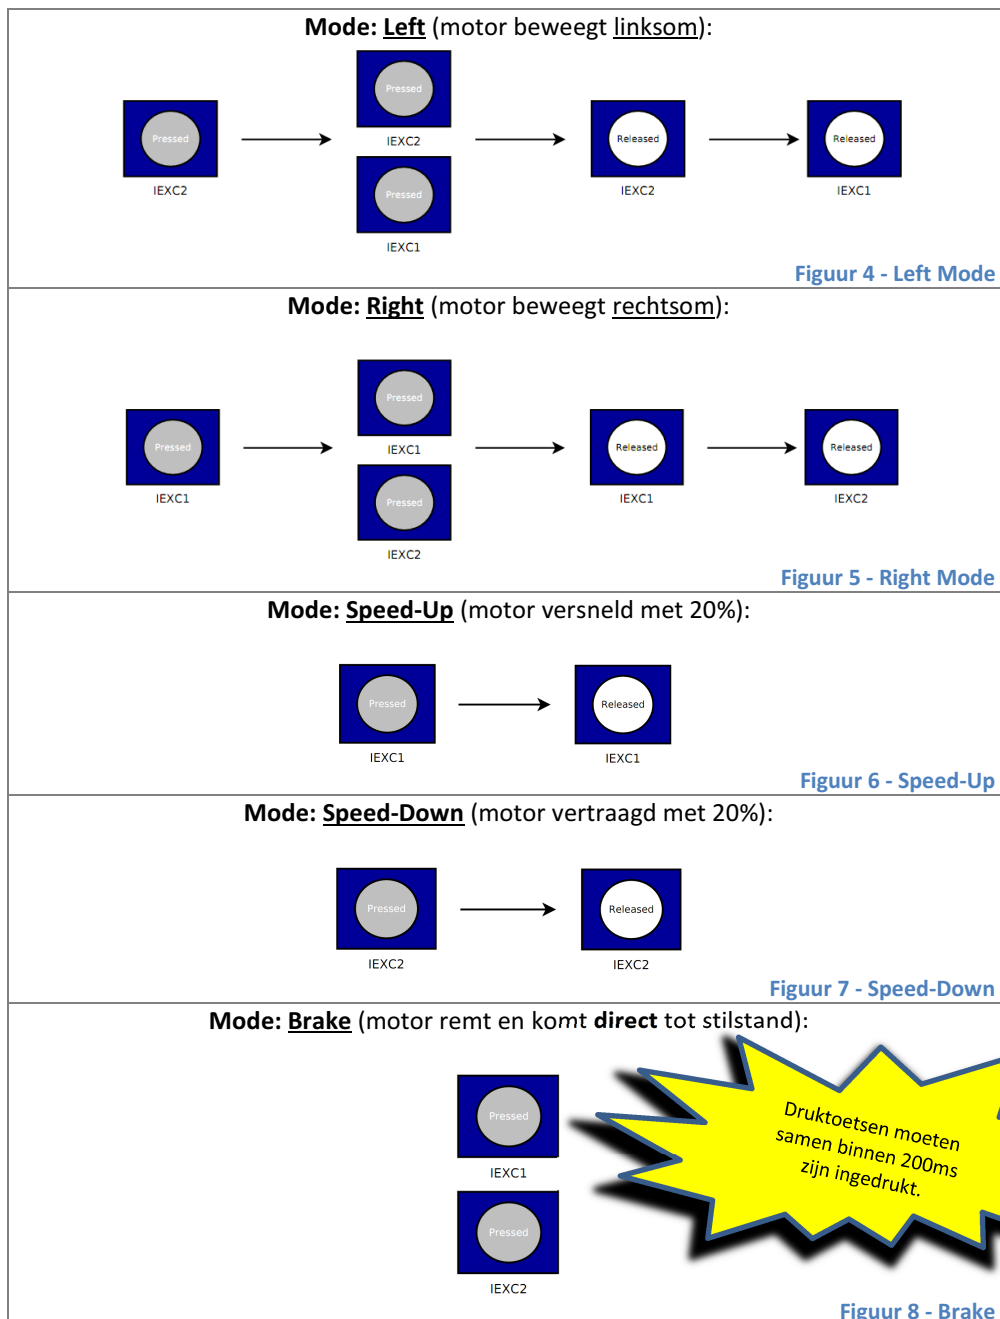 Mode: Left (motor beweegt linksom):
Pressed
IEXC2
Pressed
IEXC2
Pressed
IEXC1
Released
IEXC2
Released
IEXC1
Figuur 4 - Left Mode
Mode: Right (motor beweegt rechtsom):
Pressed
IEXC1
Pressed
IEXC1
Pressed
IEXC2
Released
IEXC1
Released
IEXC2
Figuur 5 - Right Mode
Mode: Speed-Up (motor versneld met 20%):
Pressed
IEXC1
Released
IEXC1
Figuur 6 - Speed-Up
Mode: Speed-Down (motor vertraagd met 20%):
Pressed
IEXC2
Released
IEXC2
Figuur 7 - Speed-Down
Mode: Brake (motor remt en komt direct tot stilstand):
Pressed
IEXC1
Pressed
IEXC2
Druktoetsen moeten
samen binnen 200ms
zijn ingedrukt.
Figuur 8 - Brake